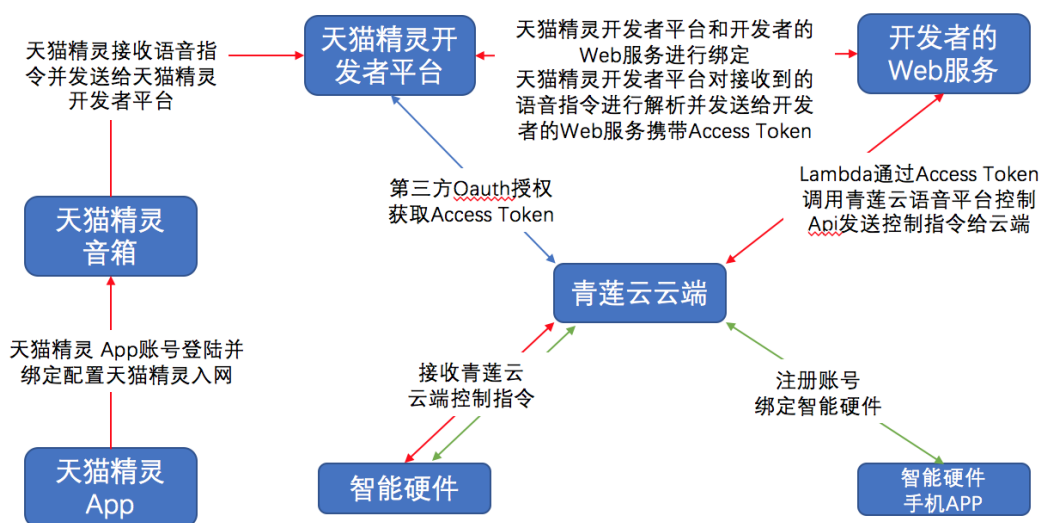 天猫精灵接收语音指
令并发送给天猫精灵
开发者平台
天猫精灵开
发者平台
天猫精灵开发者平台和开发者的
Web服务进行绑定
天猫精灵开发者平台对接收到的
语音指令进行解析并发送给开发
者的Web服务携带Access Token
开发者的
Web服务
第三方Oauth授权
获取Access Token
Lambda通过Access Token
调用青莲云语音平台控制
Api发送控制指令给云端
天猫精灵
音箱
青莲云云端
天猫精灵 App账号登陆并
绑定配置天猫精灵入网
接收青莲云
云端控制指令
注册账号
绑定智能硬件
天猫精灵
App
智能硬件
智能硬件
手机APP